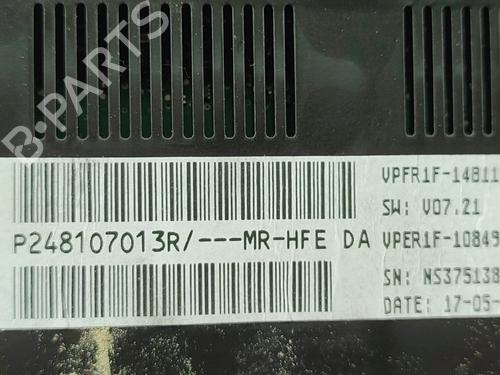 B-PARTS
VPFR1F-14811
SW: V07.21
P248107013R/---MR-HFE DA
VPER1F-10849
SN: NS375138
DATE: 17-05-